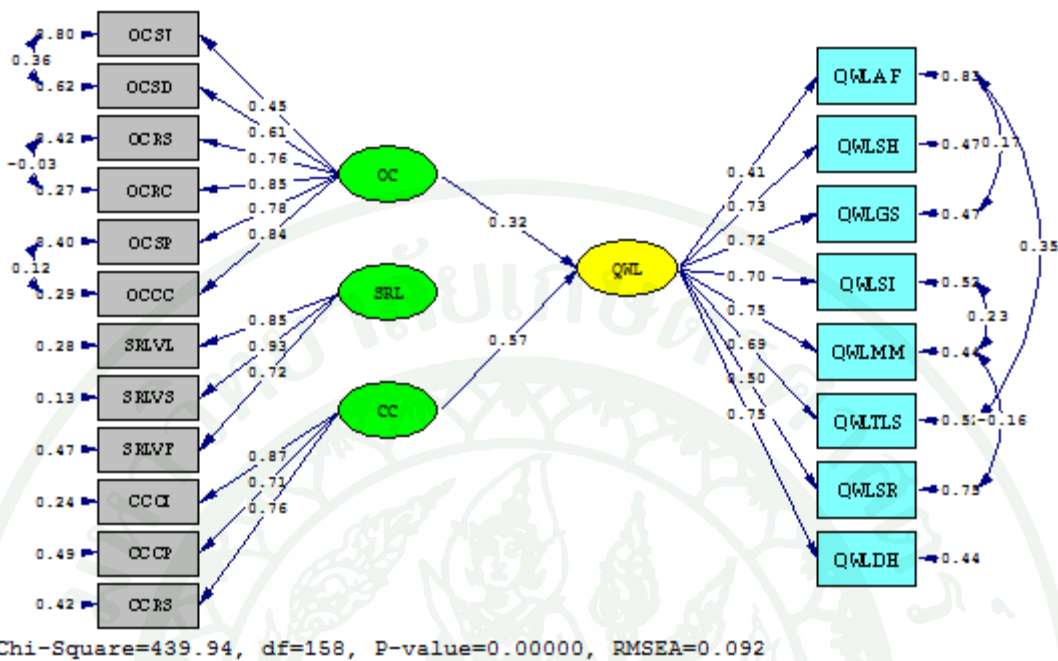 0.80 OCSI
0.36
0.62 OCSD
0.42 OCRS
-0.03
0.27 OCRC
0.40 OCSP
0.12
0.29 OCCC
0.28 SRLVL
0.13 SRLVS
0.47 SRLVF
0.24 CCCI
0.49 CCCP
0.42 CCRS
0.45
0.61
0.76
0.85
0.78
0.84
OC
0.85
0.93
0.72
SRL
0.87
0.71
0.76
CC
0.32
0.57
QWL
0.41
0.73
0.72
0.70
0.75
0.69
0.50
0.75
QWLAF 0.83
QWLSH 0.47
0.17
QWLGS 0.47
0.35
QWLSI
0.23
QWLMM 0.44
QWLTLS
-0.16
QWLSR 0.75
QWLDH 0.44
Chi-Square=439.94, df=158, P-value=0.00000, RMSEA=0.092